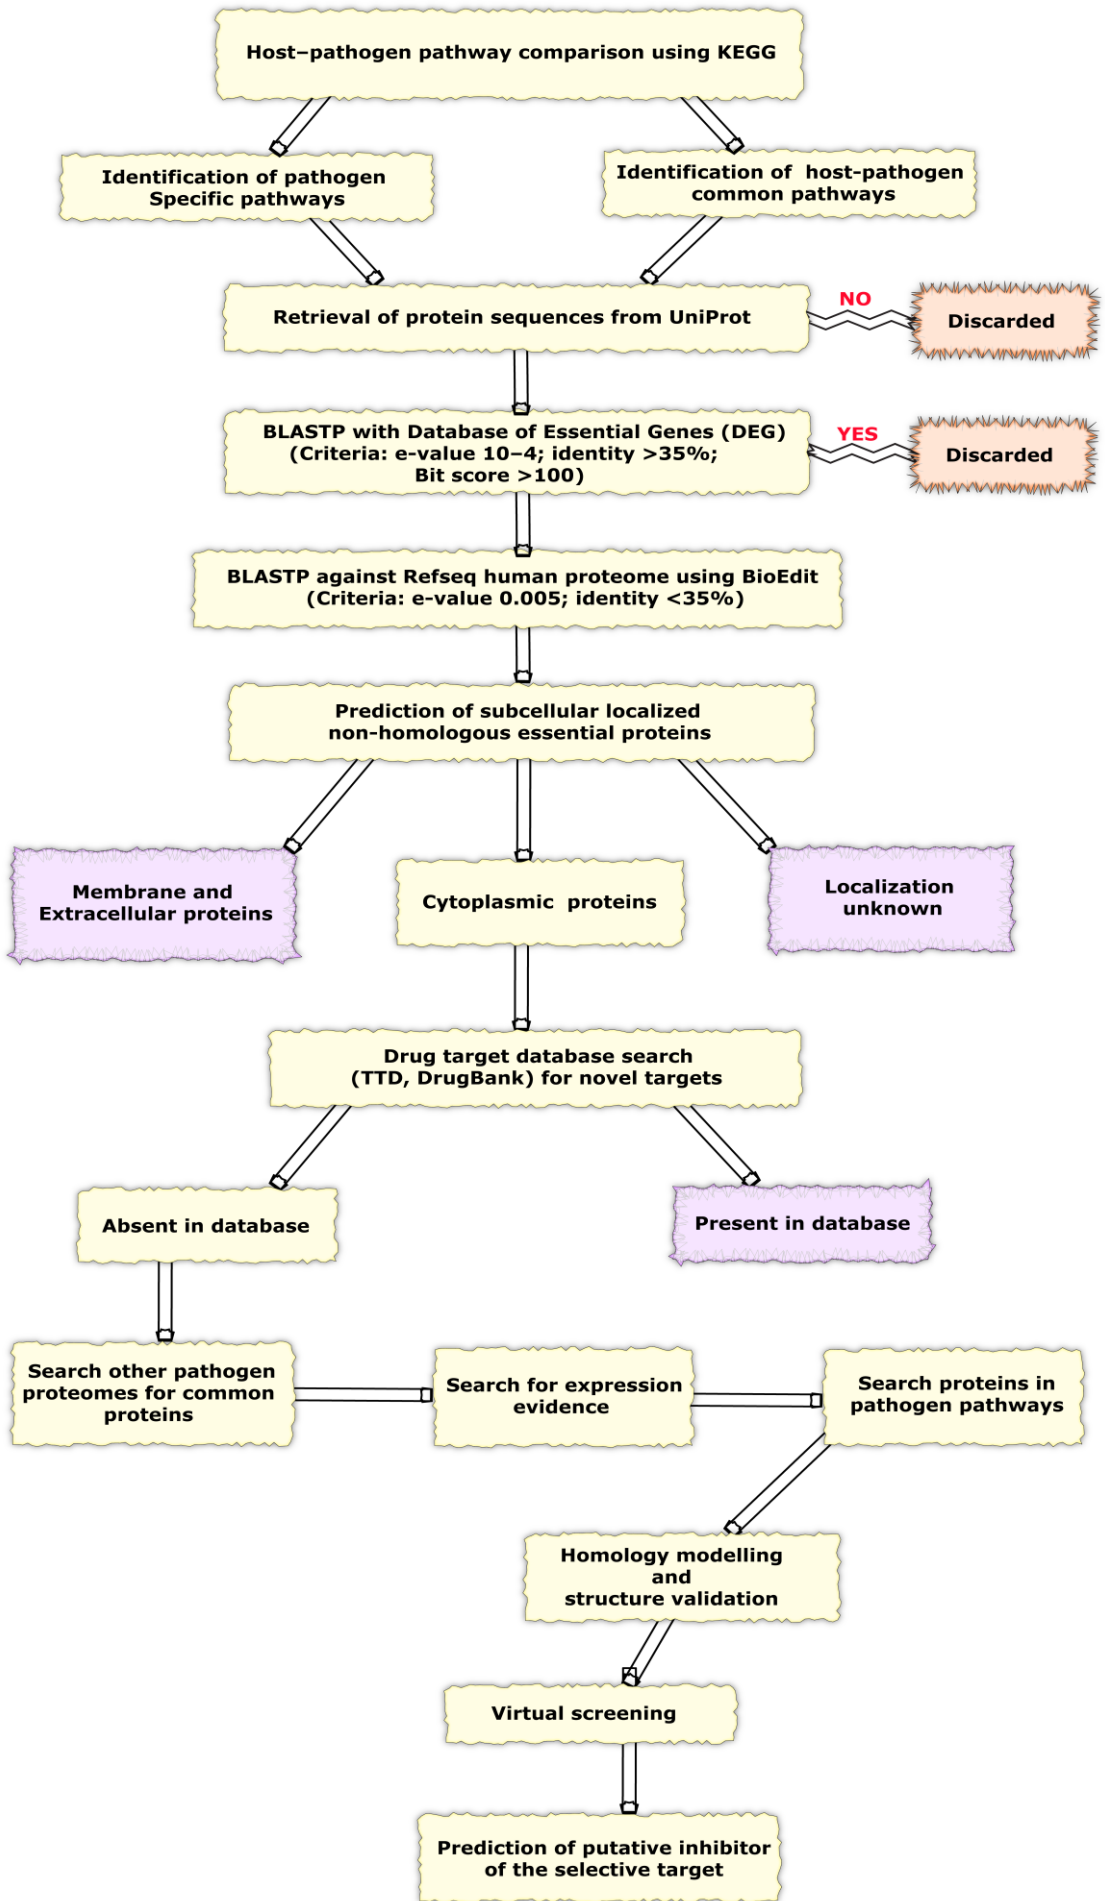 Host–pathogen pathway comparison using KEGG
Identification of pathogen
Specific pathways
Identification of  host-pathogen
common pathways
Retrieval of protein sequences from UniProt
NO
Discarded
BLASTP with Database of Essential Genes (DEG)
(Criteria: e-value 10–4; identity >35%;
Bit score >100)
YES
Discarded
BLASTP against Refseq human proteome using BioEdit
(Criteria: e-value 0.005; identity <35%)
Prediction of subcellular localized
non-homologous essential proteins
Membrane and
Extracellular proteins
Cytoplasmic  proteins
Localization
unknown
Drug target database search
(TTD, DrugBank) for novel targets
Absent in database
Present in database
Search other pathogen
proteomes for common
proteins
Search for expression
evidence
Search proteins in
pathogen pathways
Homology modelling
and
structure validation
Virtual screening
Prediction of putative inhibitor
of the selective target